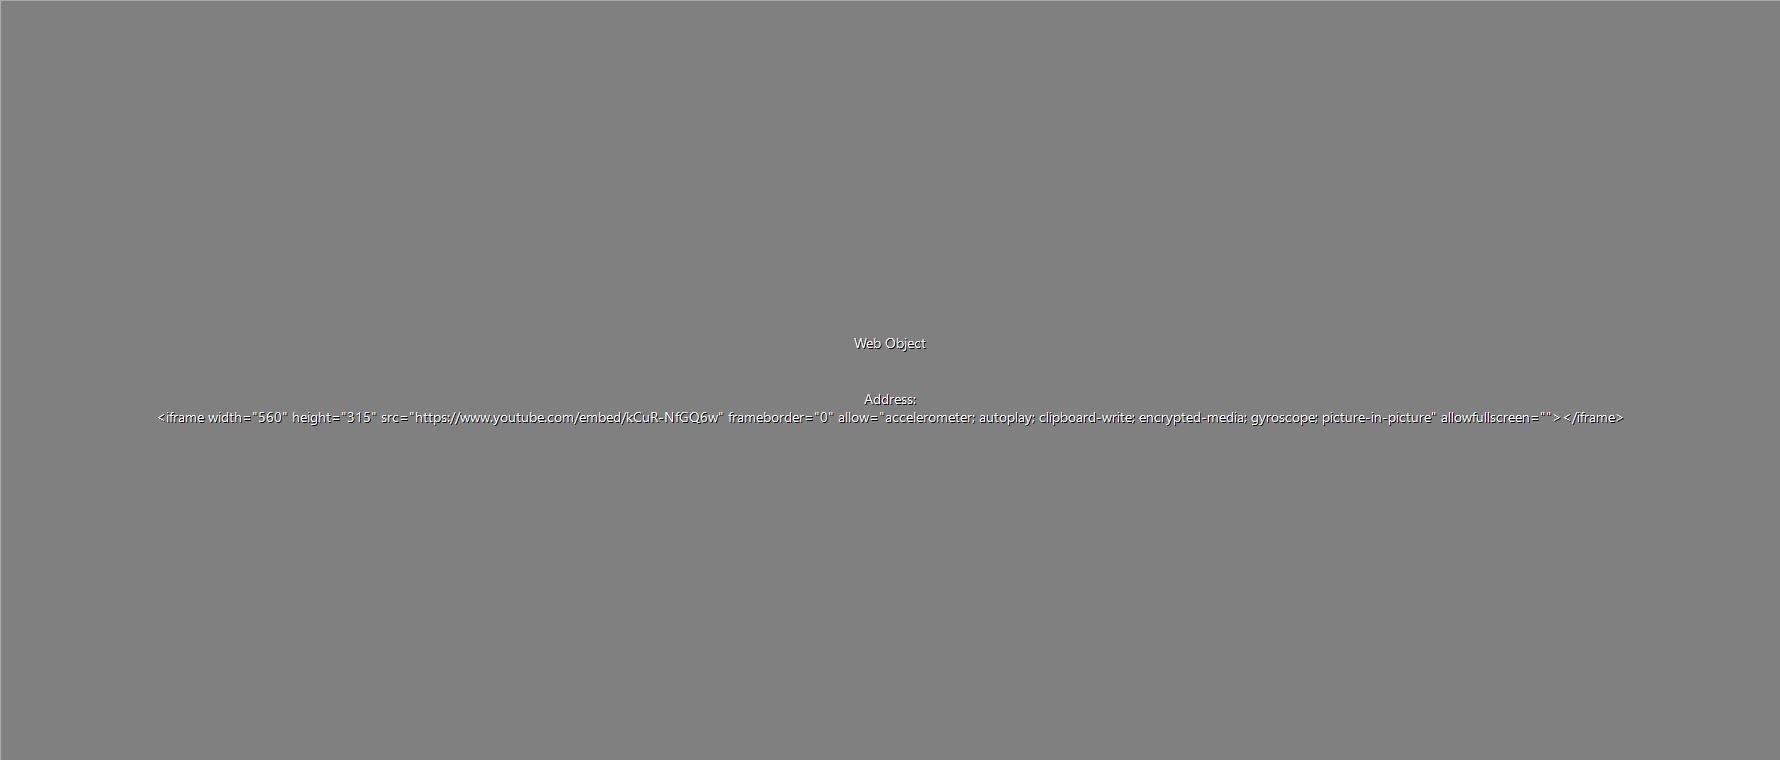 Web Object
Address:
<iframe width="560" height="315" src="https://www.youtube.com/embed/kCuR-NfGQ6w" frameborder="0" allow="accelerometer; autoplay; clipboard-write; encrypted-media; gyroscope; picture-in-picture" allowfullscreen=""></iframe>